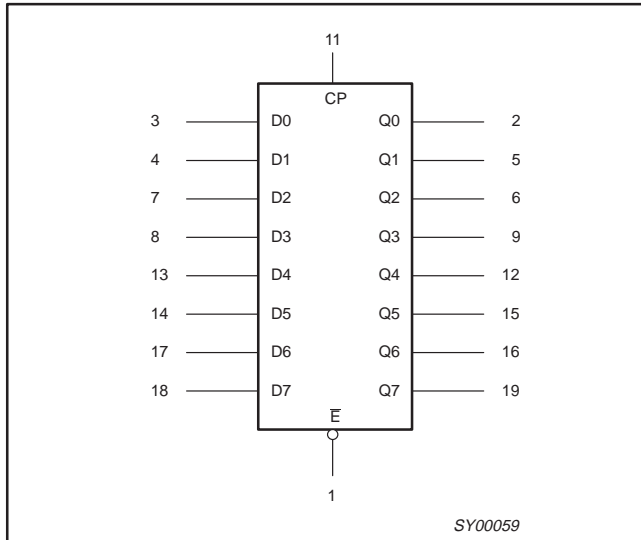 11
CP
3 D0 Q0 2
4 D1 Q1 5
7 D2 Q2 6
8 D3 Q3 9
13 D4 Q4 12
14 D5 Q5 15
17 D6 Q6 16
18 D7 Q7 19
E̅
1
SY00059